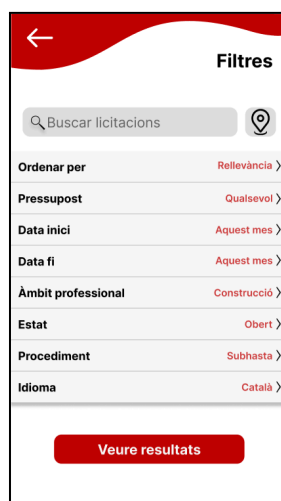 Filtres
Buscar licitacions
Ordenar per Rellevància
Pressupost Qualsevol
Data inici Aquest mes
Data fi Aquest mes
Àmbit professional Construcció
Estat Obert
Procediment Subhasta
Idioma Català
Veure resultats